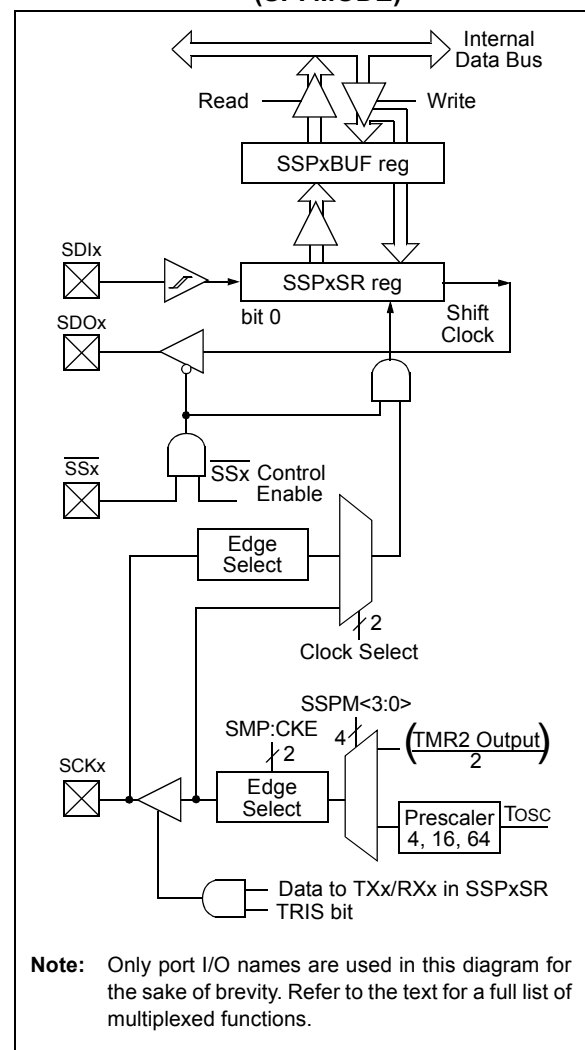 Internal
Data Bus
Read
Write
SSPxBUF reg
SDIx
SSPxSR reg
bit 0
Shift
Clock
SDOx
SSx
SSx Control
Enable
Edge
Select
2
Clock Select
SSPM<3:0>
SMP:CKE
4
(TMR2 Output
2)
2
SCKx
Edge
Select
Prescaler
4, 16, 64
TOSC
Data to TXx/RXx in SSPxSR
TRIS bit
Note: Only port I/O names are used in this diagram for
the sake of brevity. Refer to the text for a full list of
multiplexed functions.